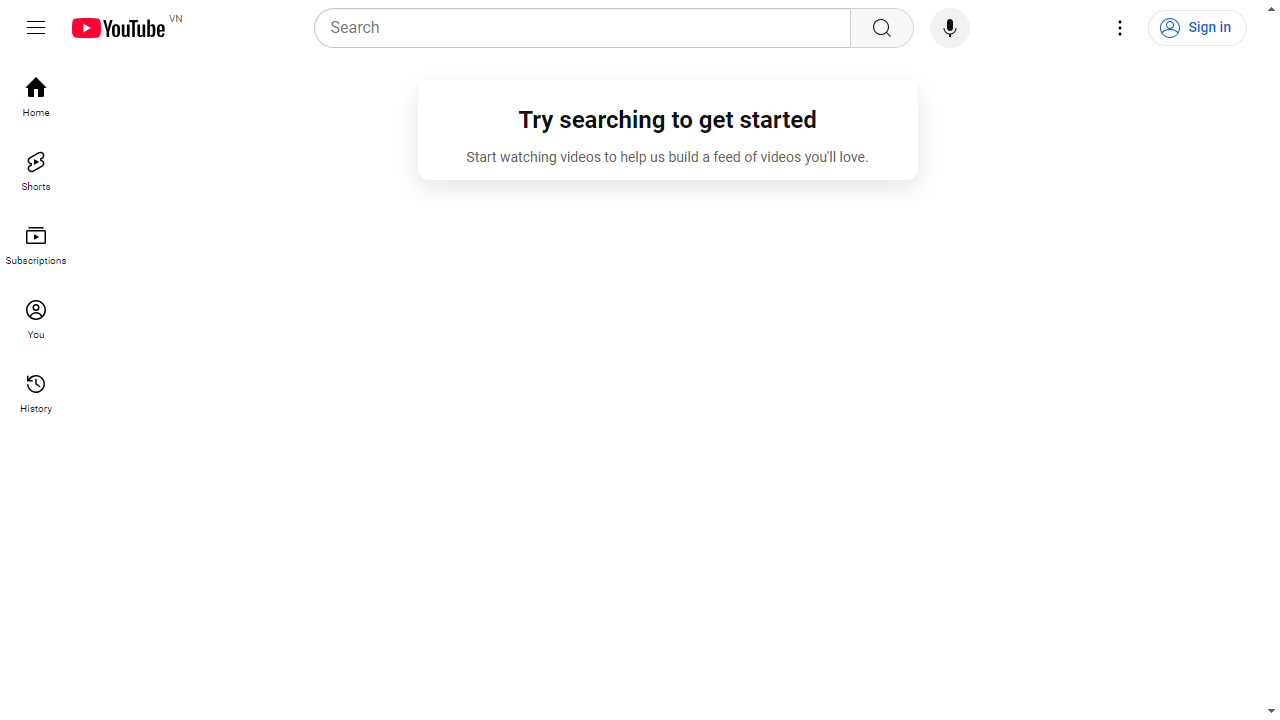 YouTube VN
Search
Sign in
Try searching to get started
Start watching videos to help us build a feed of videos you'll love.
Home
Shorts
Subscriptions
You
History